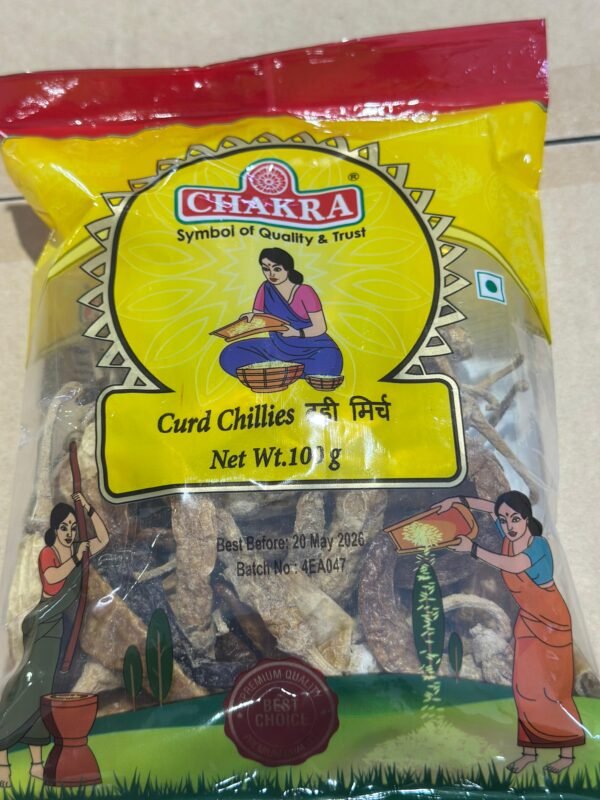 CHAKRA®
Symbol of Quality & Trust
Curd Chillies दही मिर्च
Net Wt.100 g
Best Before: 20 May 2026
Batch No : 4EA047
PREMIUM QUALITY
BEST
CHOICE